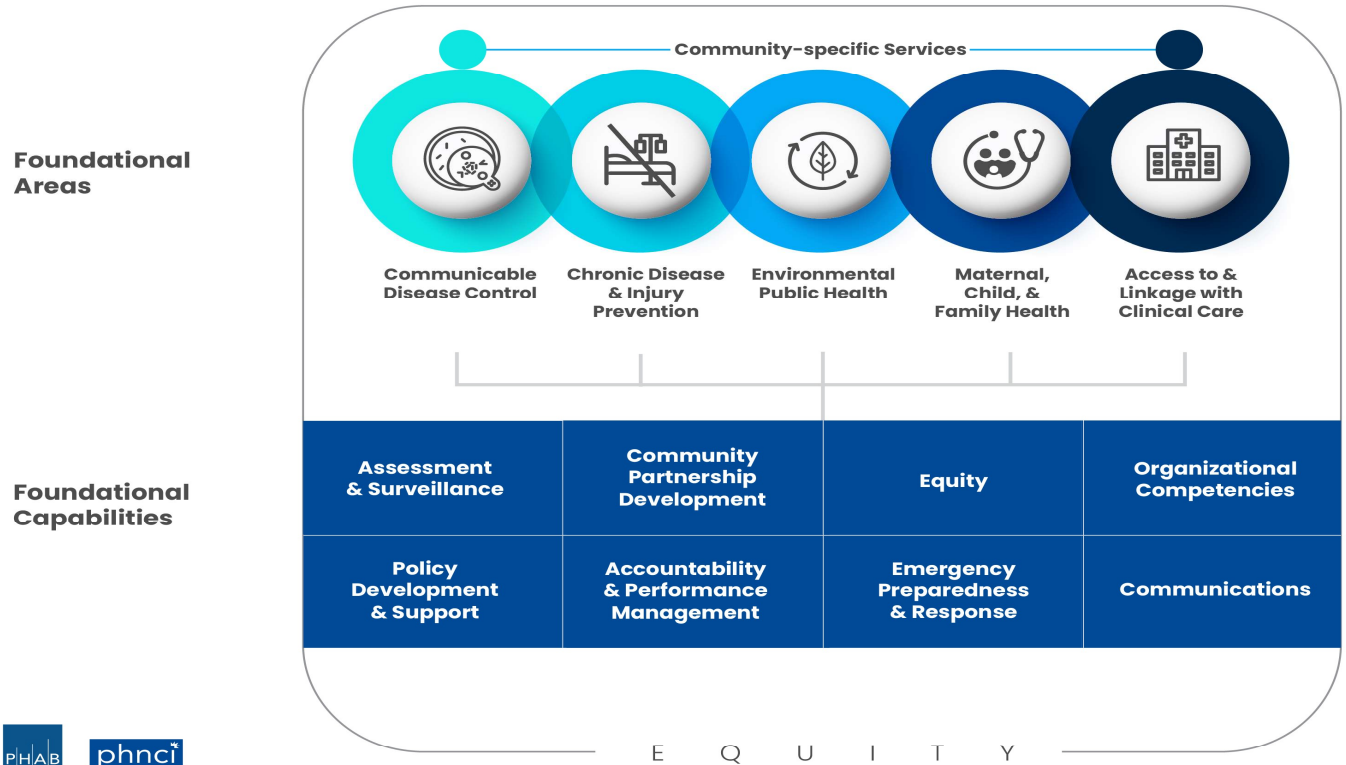 Community-specific Services
Foundational
Areas
Communicable
Disease Control
Chronic Disease
& Injury
Prevention
Environmental
Public Health
Maternal,
Child, &
Family Health
Access to &
Linkage with
Clinical Care
Foundational
Capabilities
Assessment
& Surveillance
Community
Partnership
Development
Equity
Organizational
Competencies
Policy
Development
& Support
Accountability
& Performance
Management
Emergency
Preparedness
& Response
Communications
PHAB
phnci
EQUITY